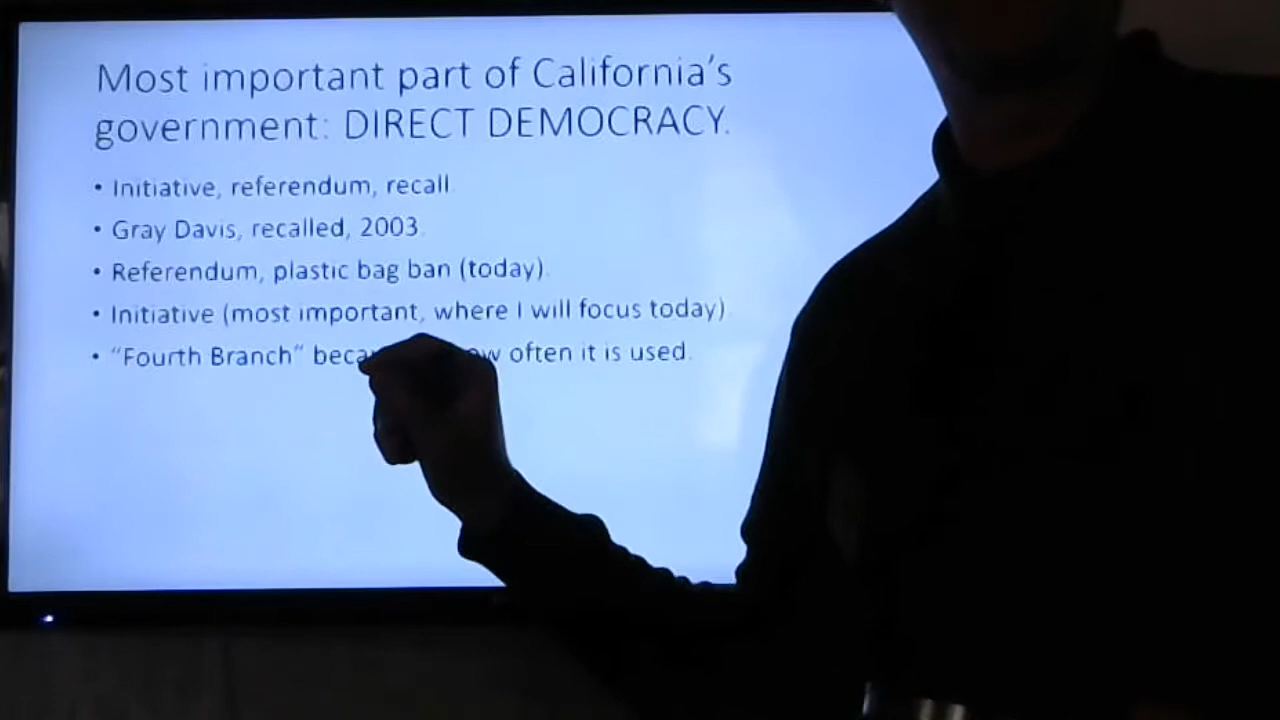 Most important part of California's
government: DIRECT DEMOCRACY.
• Initiative, referendum, recall.
• Gray Davis, recalled, 2003.
• Referendum, plastic bag ban (today).
• Initiative (most important, where I will focus today).
• "Fourth Branch" often it is used.